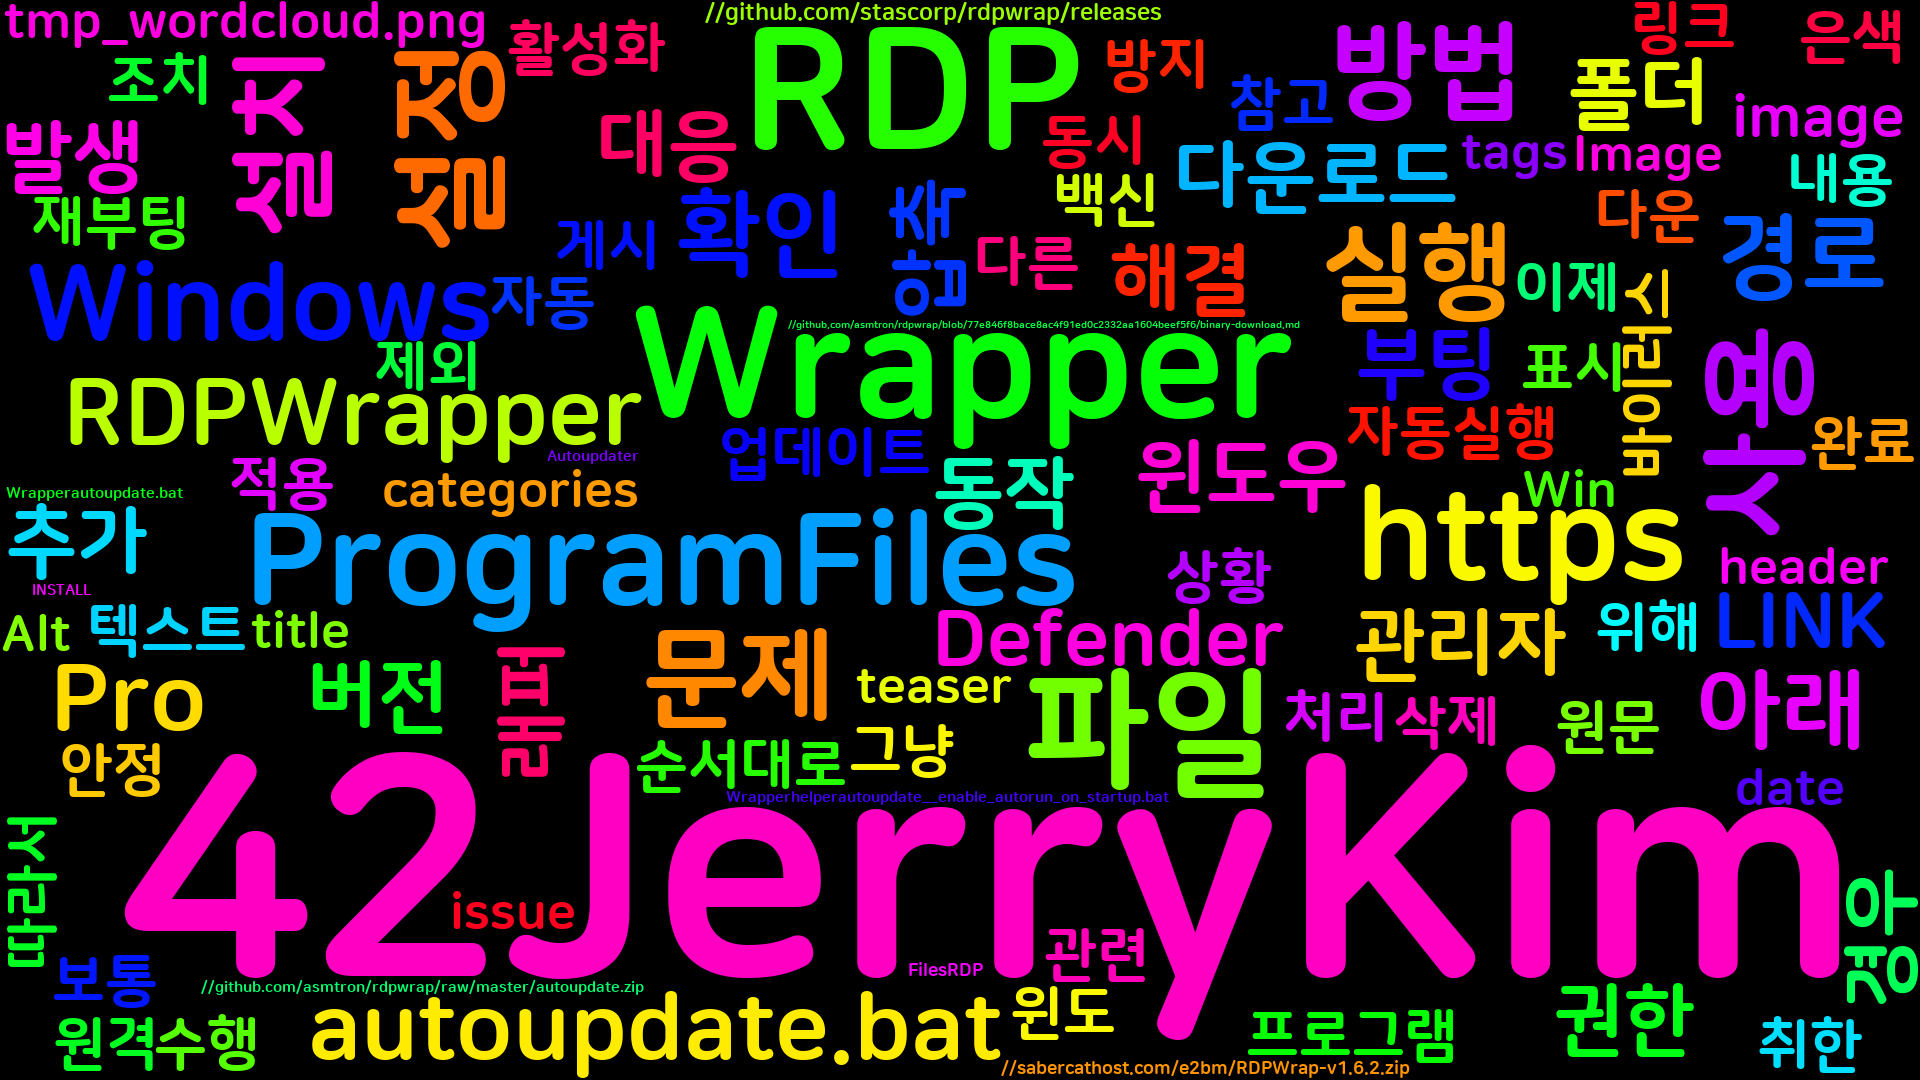 tmp_wordcloud.png
//github.com/stascorp/rdpwrap/releases
활성화
RDP
방지
방법
링크
은색
조치
설치
설정
대응
동시
참고
폴더
image
발생
다운로드
tags
Image
내용
재부팅
게시
확인
접속
백신
다른
해결
실행
다운
경로
Windows
자동
이제
바이러스
//github.com/asmtron/rdpwrap/blob/77e846f8bace8ac4f91ed0c2332aa1604beef5f6/binary-download.md
Wrapper
제외
RDPWrapper
부팅
표시
사용
Autoupdater
업데이트
자동실행
완료
적용
categories
동작
윈도우
Win
Wrapperautoupdate.bat
추가
ProgramFiles
https
INSTALL
상황
header
Alt
텍스트
title
Defender
관리자
위해
LINK
Pro
버전
폴더
문제
teaser
파일
처리
삭제
원문
아래
안정
순서대로
그냥
date
Wrapperhelperautoupdate__enable_autorun_on_startup.bat
42JerryKim
따라서
issue
경우
보통
FilesRDP
관련
//github.com/asmtron/rdpwrap/raw/master/autoupdate.zip
원격수행
autoupdate.bat
윈도
프로그램
권한
취한
//sabercathost.com/e2bm/RDPWrap-v1.6.2.zip